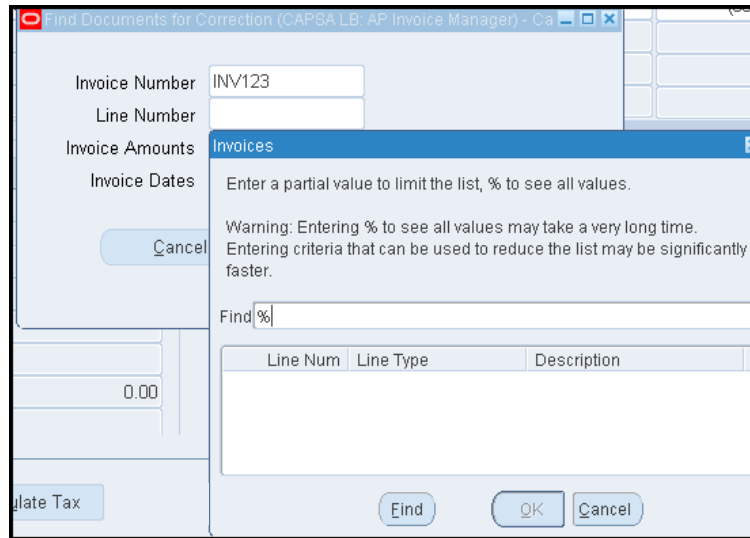 Find Documents for Correction (CAPSA LB: AP Invoice Manager) - Ca
Invoice Number INV123
Line Number
Invoice Amounts
Invoice Dates
Cancel
Invoices
Enter a partial value to limit the list, % to see all values.
Warning: Entering % to see all values may take a very long time.
Entering criteria that can be used to reduce the list may be significantly
faster.
Find %
Line Num Line Type Description
0.00
Find OK Cancel
ulate Tax